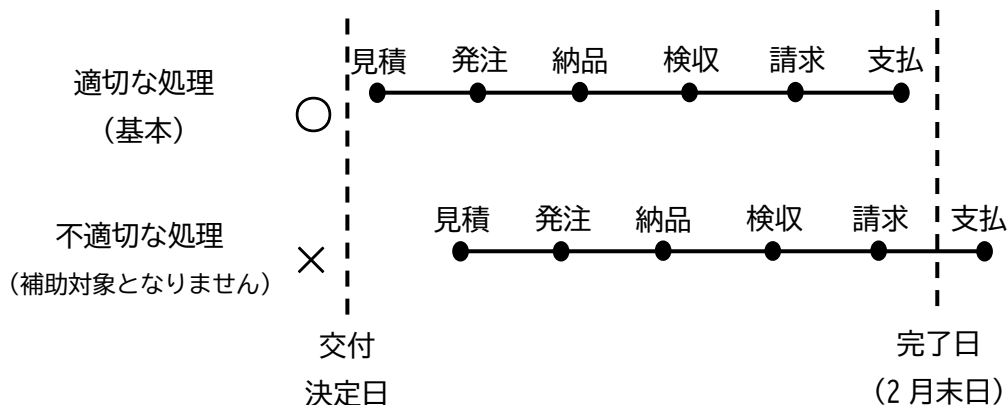 見積 発注 納品 検収 請求 支払
適切な処理
（基本）
○
見積 発注 納品 検収 請求 支払
不適切な処理
（補助対象となりません）
×
交付
決定日
完了日
（2 月末日）